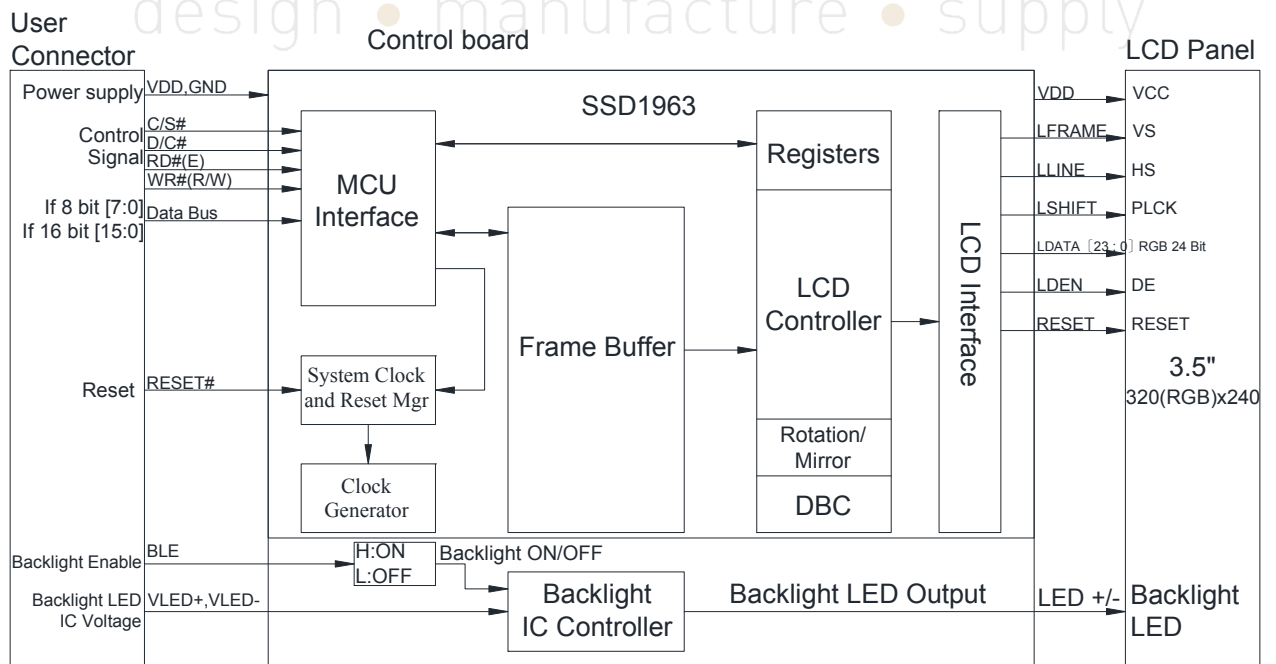 design • manufacture • supply
User
Connector
Control board
LCD Panel
Power supply
VDD,GND
Control
Signal
C/S#
D/C#
RD#(E)
WR#(R/W)
If 8 bit [7:0]
If 16 bit [15:0]
Data Bus
Reset
RESET#
Backlight Enable
BLE
Backlight LED
IC Voltage
VLED+,VLED-
SSD1963
MCU
Interface
System Clock
and Reset Mgr
Clock
Generator
Frame Buffer
Registers
LCD
Controller
Rotation/
Mirror
DBC
LCD Interface
H:ON
L:OFF
Backlight ON/OFF
Backlight
IC Controller
Backlight LED Output
VDD
VCC
LFRAME
VS
LLINE
HS
LSHIFT
PLCK
LDATA〔23 : 0〕RGB 24 Bit
LDEN
DE
RESET
RESET
3.5"
320(RGB)x240
LED +/-
Backlight
LED